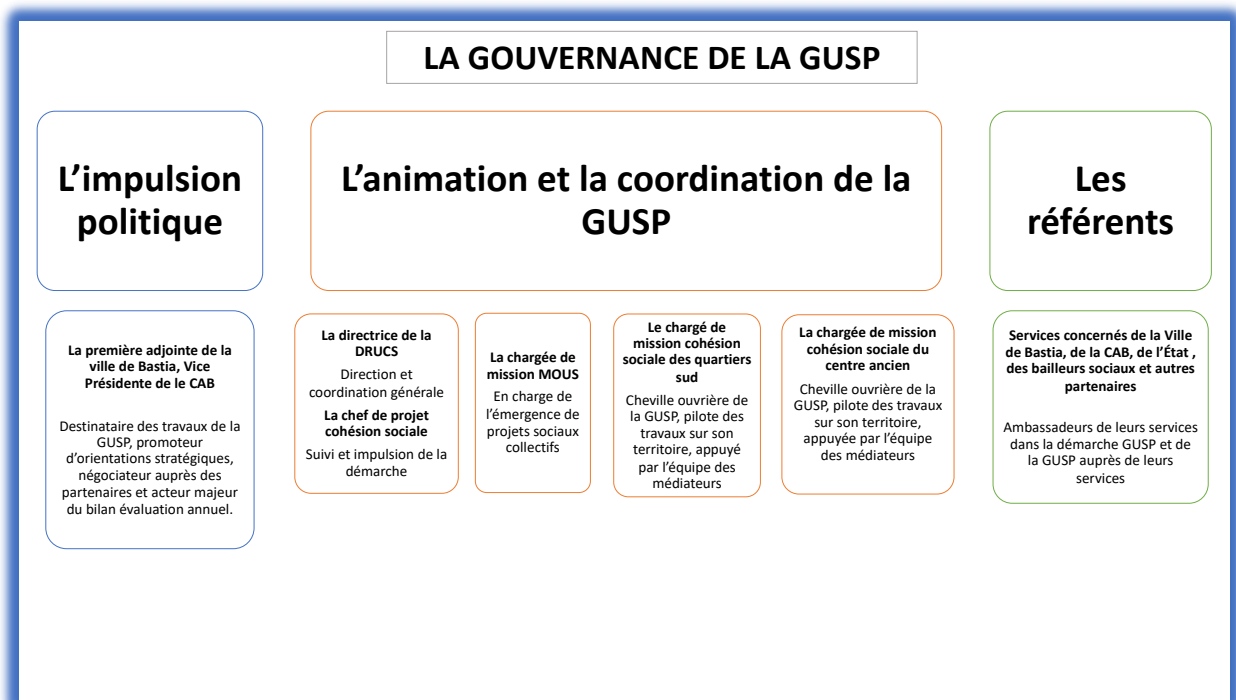 LA GOUVERNANCE DE LA GUSP
L’impulsion
politique
L’animation et la coordination de la
GUSP
Les
référents
La première adjointe de la
ville de Bastia, Vice
Présidente de le CAB
Destinataire des travaux de la
GUSP, promoteur
d’orientations stratégiques,
négociateur auprès des
partenaires et acteur majeur
du bilan évaluation annuel.
La directrice de la
DRUCS
Direction et
coordination générale
La chef de projet
cohésion sociale
Suivi et impulsion de la
démarche
La chargée de
mission MOUS
En charge de
l’émergence de
projets sociaux
collectifs
Le chargé de
mission cohésion
sociale des quartiers
sud
Cheville ouvrière de
la GUSP, pilote des
travaux sur son
territoire, appuyé
par l’équipe des
médiateurs
La chargée de mission
cohésion sociale du
centre ancien
Cheville ouvrière de la
GUSP, pilote des travaux
sur son territoire,
appuyée par l’équipe
des médiateurs
Services concernés de la Ville
de Bastia, de la CAB, de l’État ,
des bailleurs sociaux et autres
partenaires
Ambassadeurs de leurs services
dans la démarche GUSP et de
la GUSP auprès de leurs
services